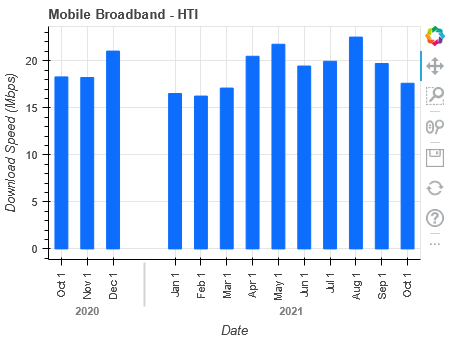 Mobile Broadband - HTI
Download Speed (Mbps)
20
15
10
5
0
Oct 1
Nov 1
Dec 1
Jan 1
Feb 1
Mar 1
Apr 1
May 1
Jun 1
Jul 1
Aug 1
Sep 1
Oct 1
2020
2021
Date